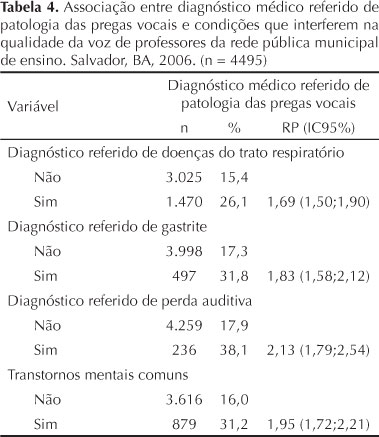 Tabela 4. Associação entre diagnóstico médico referido de
patologia das pregas vocais e condições que interferem na
qualidade da voz de professores da rede pública municipal
de ensino. Salvador, BA, 2006. (n = 4495)
Variável
Diagnóstico médico referido de
patologia das pregas vocais
n % RP (IC95%)
Diagnóstico referido de doenças do trato respiratório
Não 3.025 15,4
Sim 1.470 26,1 1,69 (1,50;1,90)
Diagnóstico referido de gastrite
Não 3.998 17,3
Sim 497 31,8 1,83 (1,58;2,12)
Diagnóstico referido de perda auditiva
Não 4.259 17,9
Sim 236 38,1 2,13 (1,79;2,54)
Transtornos mentais comuns
Não 3.616 16,0
Sim 879 31,2 1,95 (1,72;2,21)